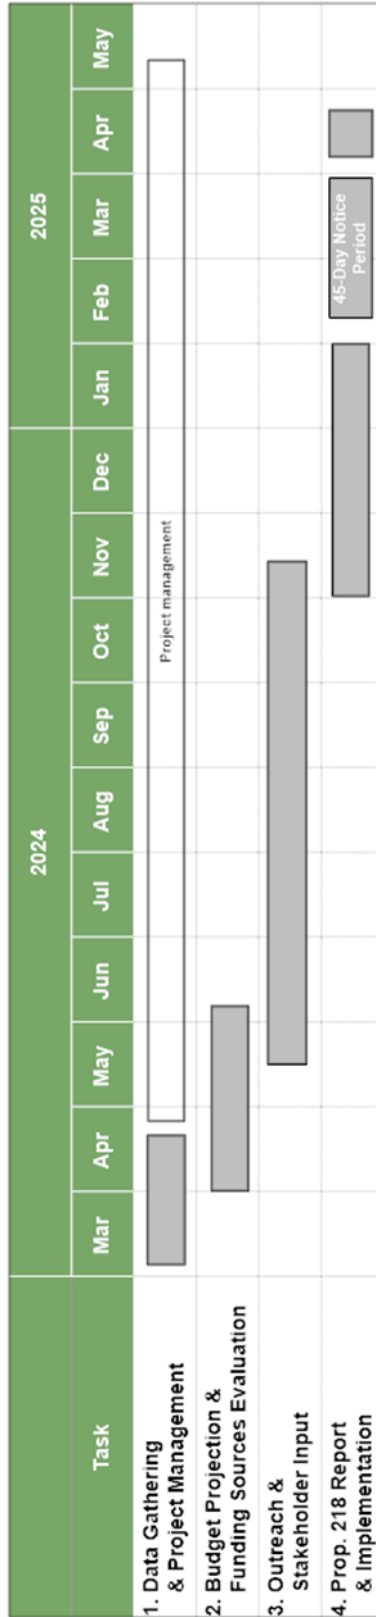 2024
2025
Task
Mar
Apr
May
Jun
Jul
Aug
Sep
Oct
Nov
Dec
Jan
Feb
Mar
Apr
May
1. Data Gathering
& Project Management
Project management
2. Budget Projection &
Funding Sources Evaluation
3. Outreach &
Stakeholder Input
4. Prop. 218 Report
& Implementation
45-Day Notice
Period